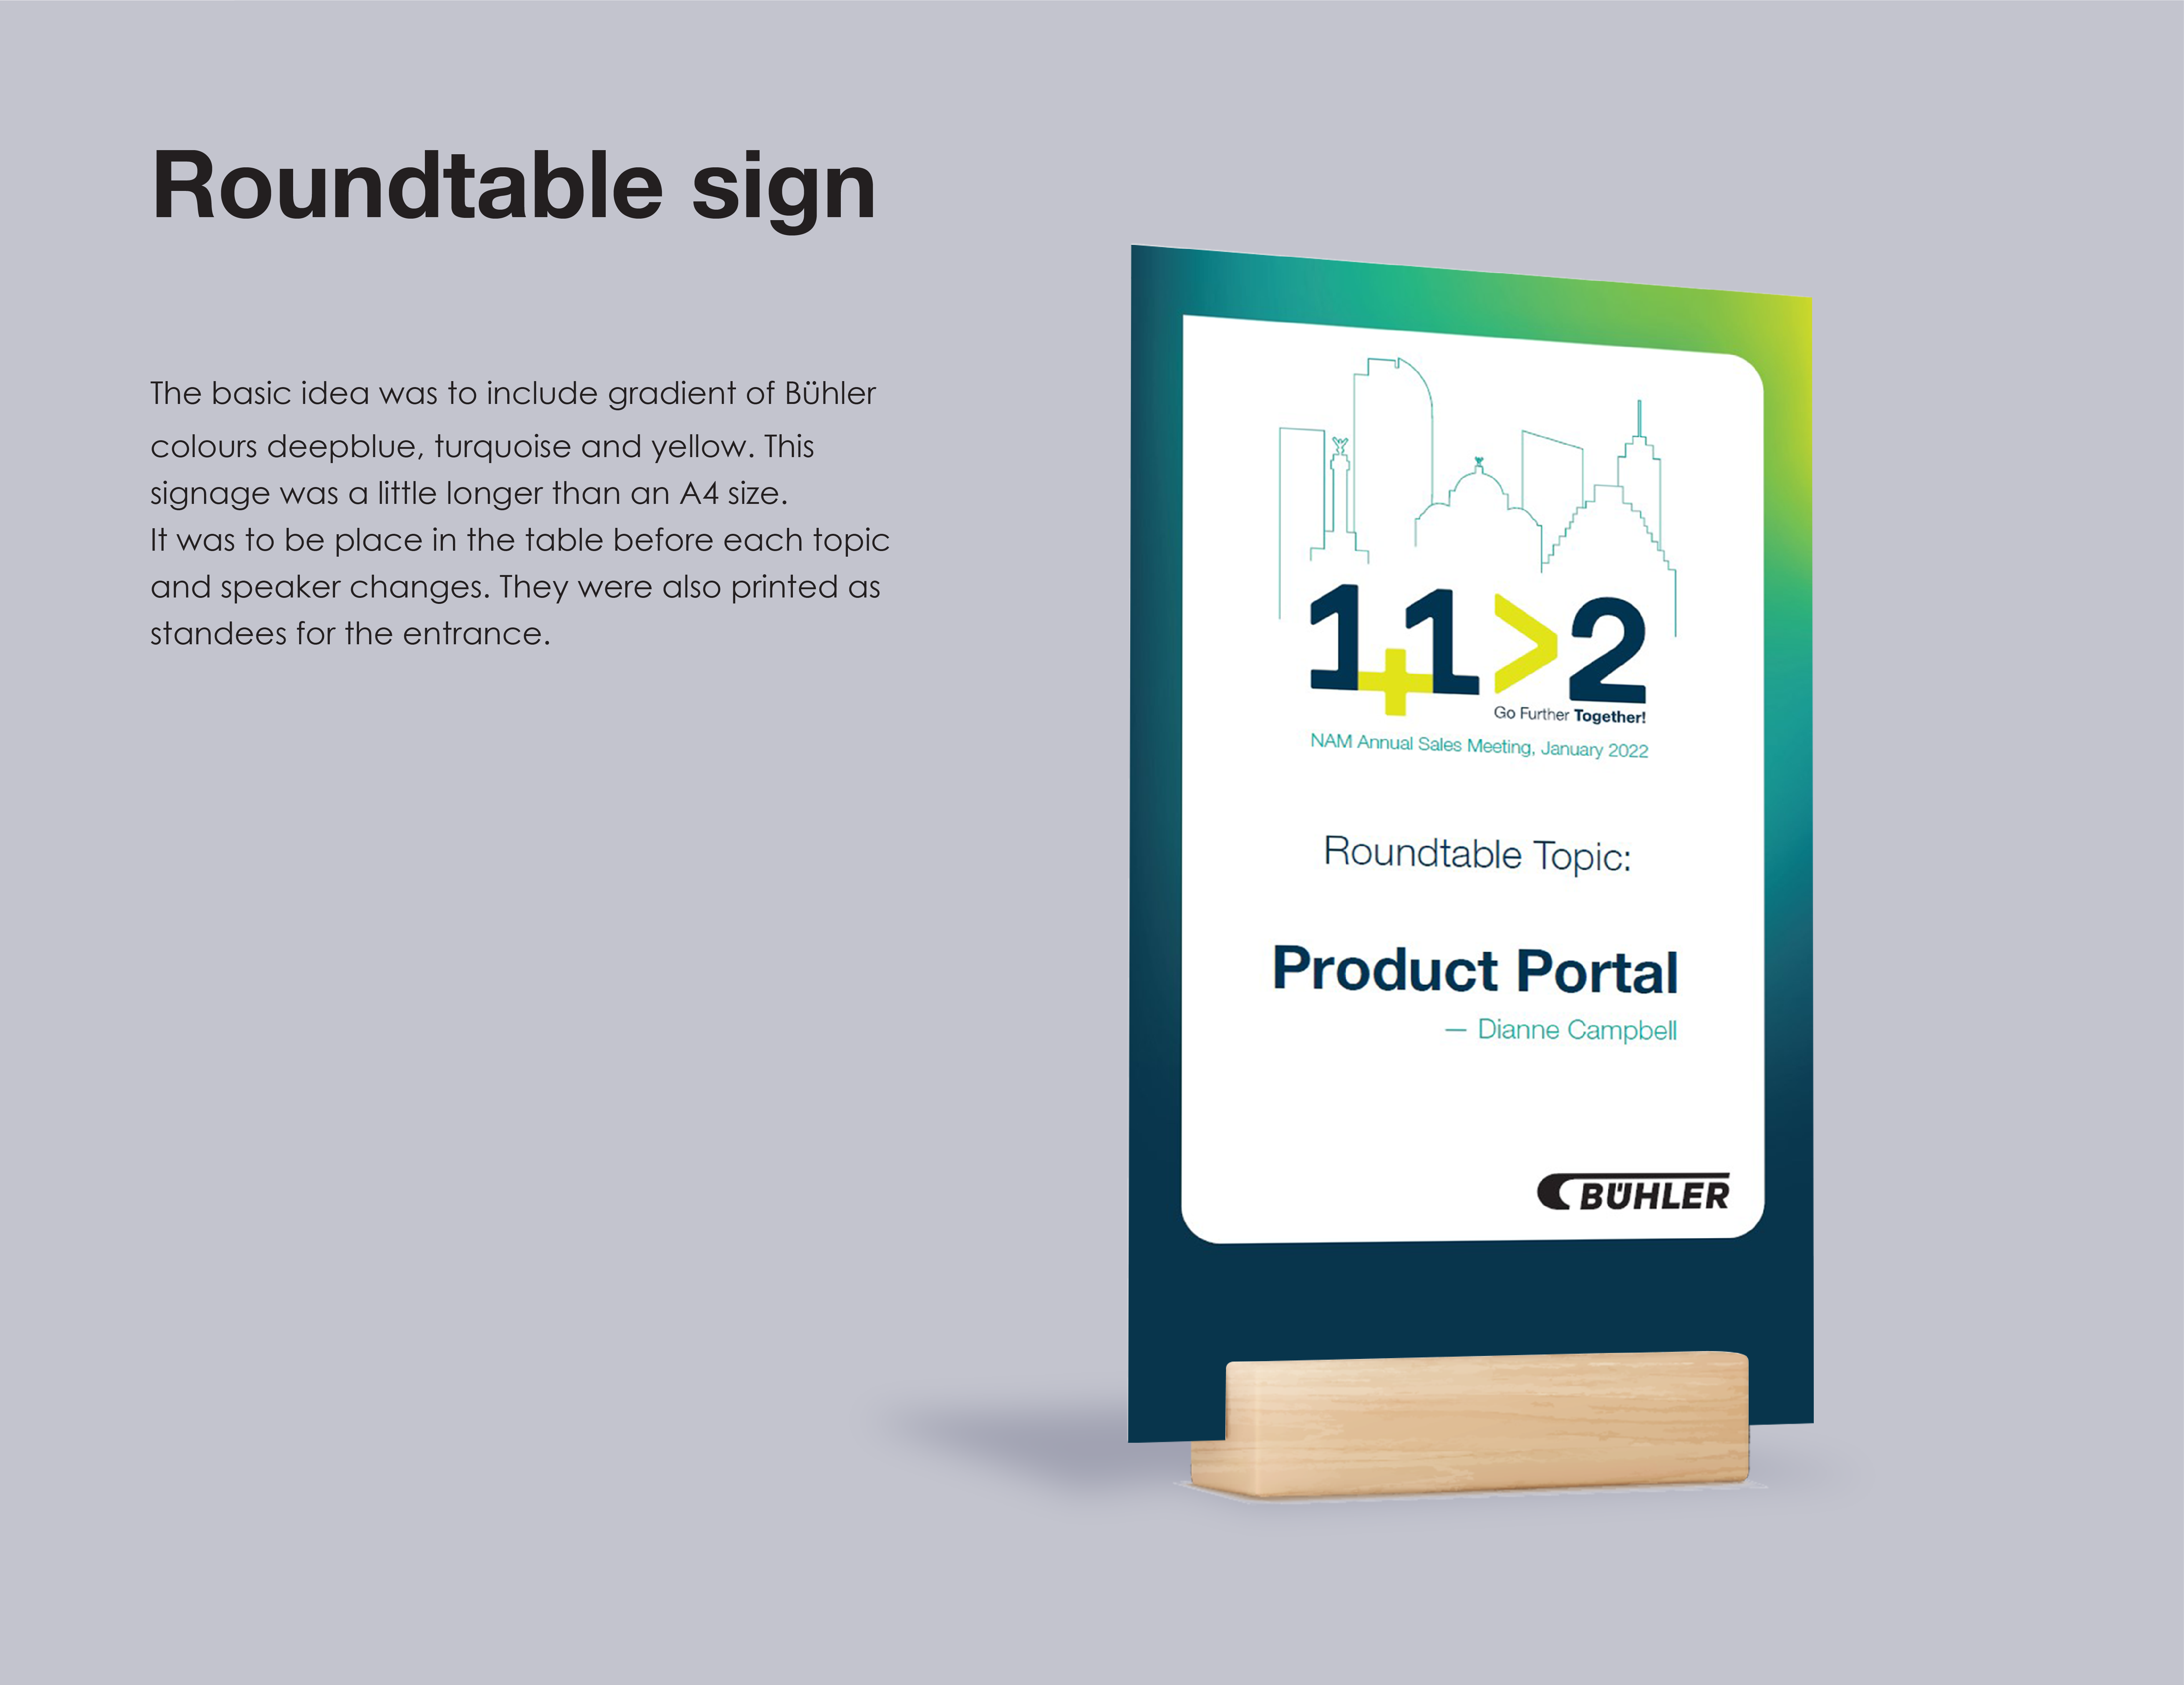 Roundtable sign
The basic idea was to include gradient of Bühler
colours deepblue, turquoise and yellow. This
signage was a little longer than an A4 size.
It was to be place in the table before each topic
and speaker changes. They were also printed as
standees for the entrance.
1+1>2
Go Further Together!
NAM Annual Sales Meeting, January 2022
Roundtable Topic:
Product Portal
— Dianne Campbell
BÜHLER